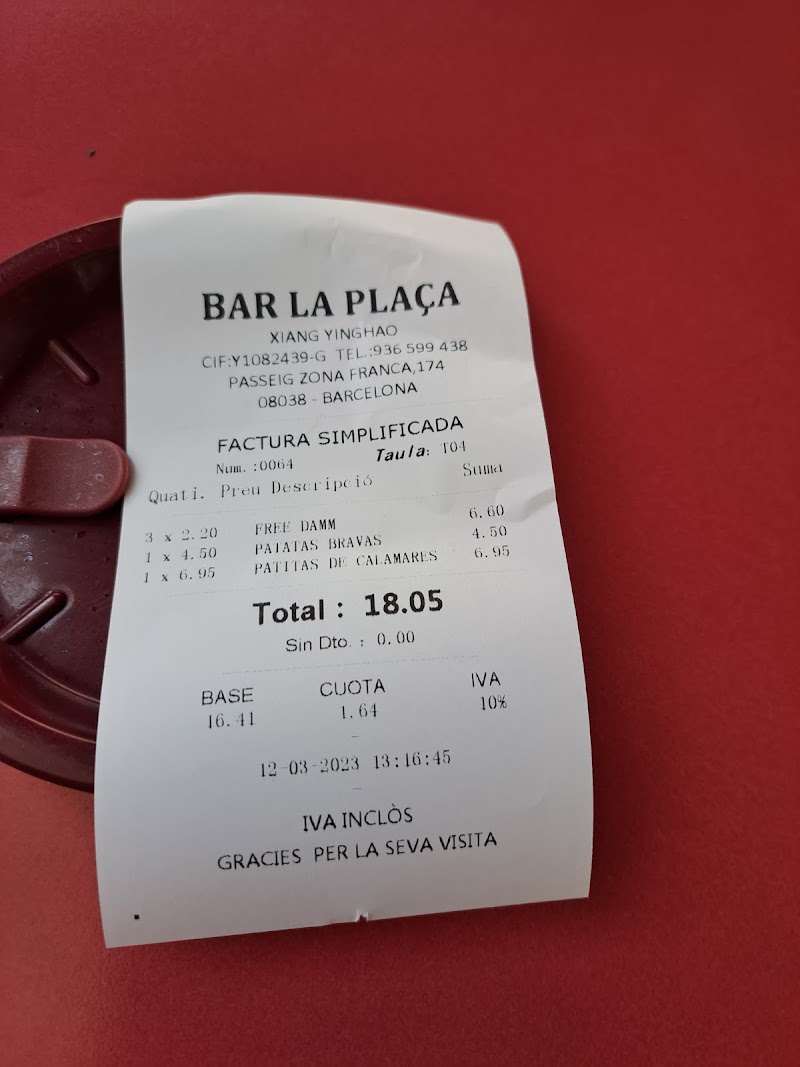 BAR LA PLAÇA
XIANG YINGHAO
CIF:Y1082439-G TEL.:936 599 438
PASSEIG ZONA FRANCA,174
08038 - BARCELONA
FACTURA SIMPLIFICADA
Num. :0064 Taula: T04
Quati. Preu Descripció Suma
3 x 2.20 FREE DAMM 6.60
1 x 4.50 PATATAS BRAVAS 4.50
1 x 6.95 PATITAS DE CALAMARES 6.95
Total : 18.05
Sin Dto. : 0.00
BASE CUOTA IVA
16.41 1.64 10%
12-03-2023 13:16:45
IVA INCLÒS
GRACIES PER LA SEVA VISITA